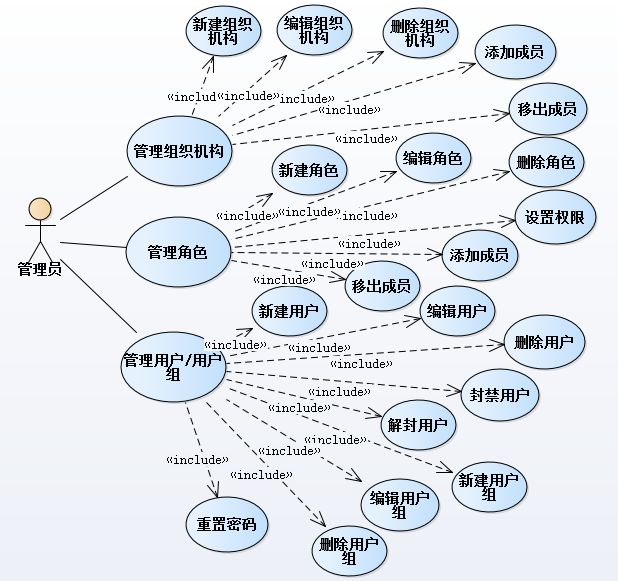 新建组织
机构
编辑组织
机构
删除组织
机构
添加成员
移出成员
«includ
«include»
include»
«include»
«include»
管理组织机构
新建角色
编辑角色
删除角色
设置权限
添加成员
移出成员
«include»
«include»
«include»
«include»
«include»
«include»
管理角色
管理员
新建用户
编辑用户
删除用户
封禁用户
解封用户
新建用户
组
编辑用户
组
删除用户
组
重置密码
管理用户/用户
组
«include»
«include»
«include»
«include»
«include»
«include»
«include»
«include»
«include»